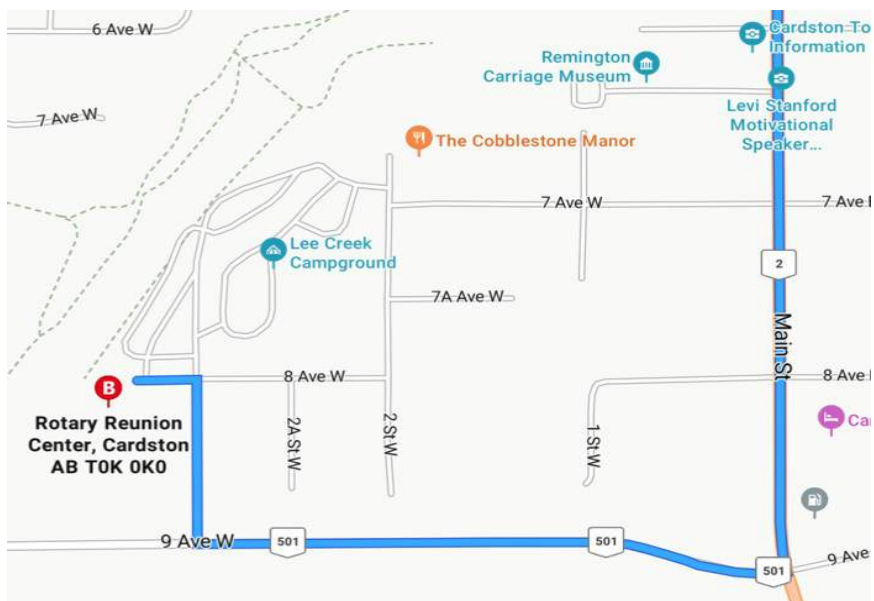 6 Ave W
Cardston To
Information
Remington
Carriage Museum
Levi Stanford
Motivational
Speaker...
7 Ave W
The Cobblestone Manor
7 Ave W
7 Ave E
Lee Creek
Campground
2
7A Ave W
Main St
8 Ave W
8 Ave E
B
Rotary Reunion
Center, Cardston
AB T0K 0K0
2A St W
2 St W
1 St W
Car
9 Ave W
501
501
501
9 Ave